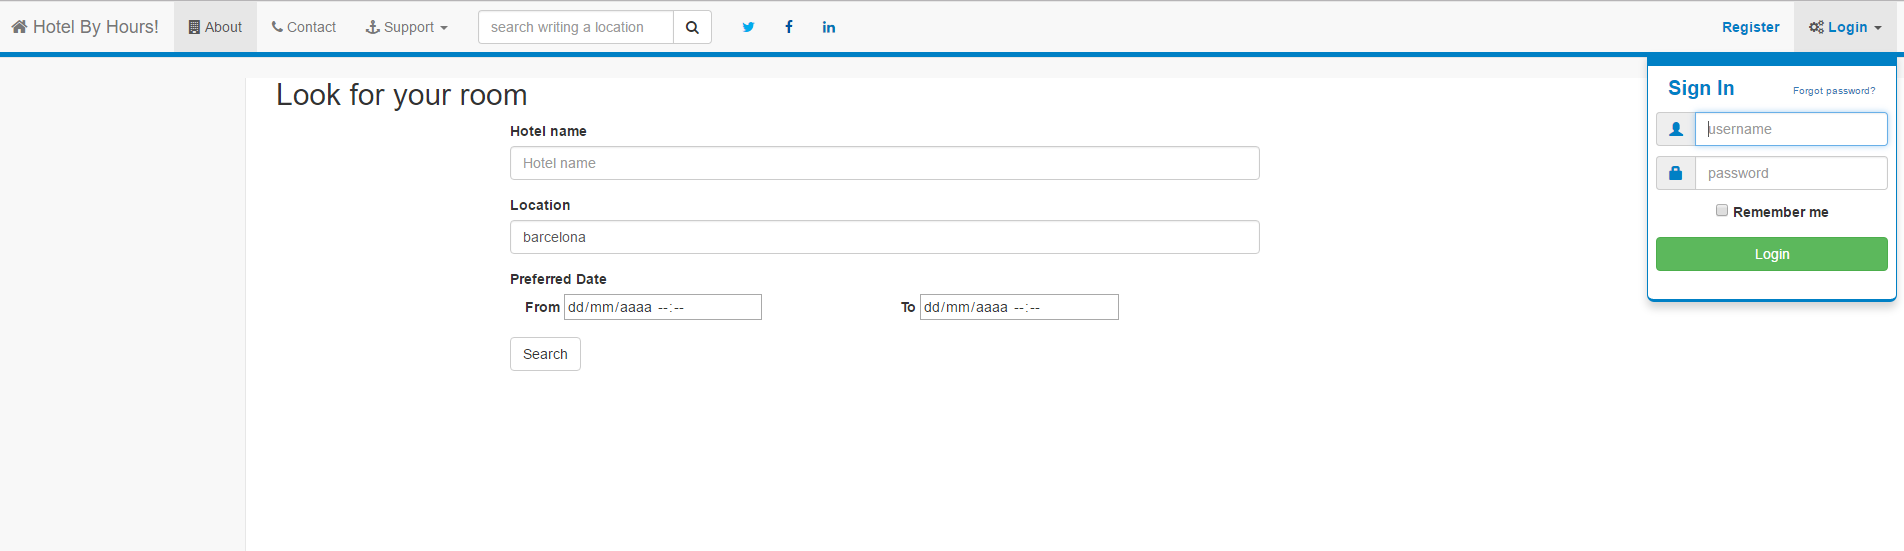 Hotel By Hours! About Contact Support search writing a location Register Login
Sign In Forgot password?
username
password
Remember me
Login
Look for your room
Hotel name
Hotel name
Location
barcelona
Preferred Date
From dd/mm/aaaa --:-- To dd/mm/aaaa --:--
Search